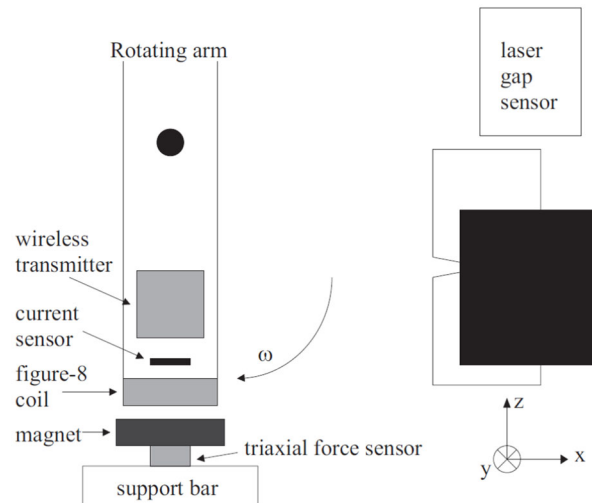 Rotating arm
laser
gap
sensor
wireless
transmitter
current
sensor
ω
figure-8
coil
magnet
triaxial force sensor
support bar
z
y
x